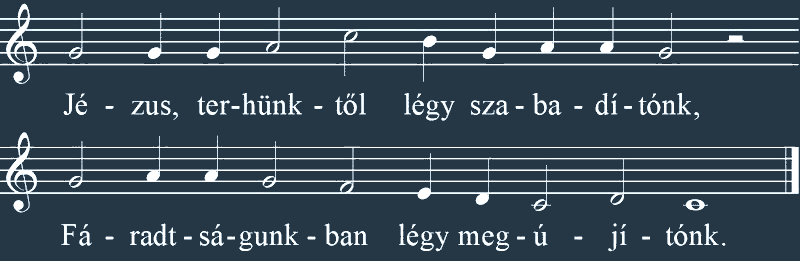 Jé - zus, ter-hünk - től légy sza - ba - dí - tónk,
Fá - radt - sá - gunk - ban légy meg - ú - jí - tónk.